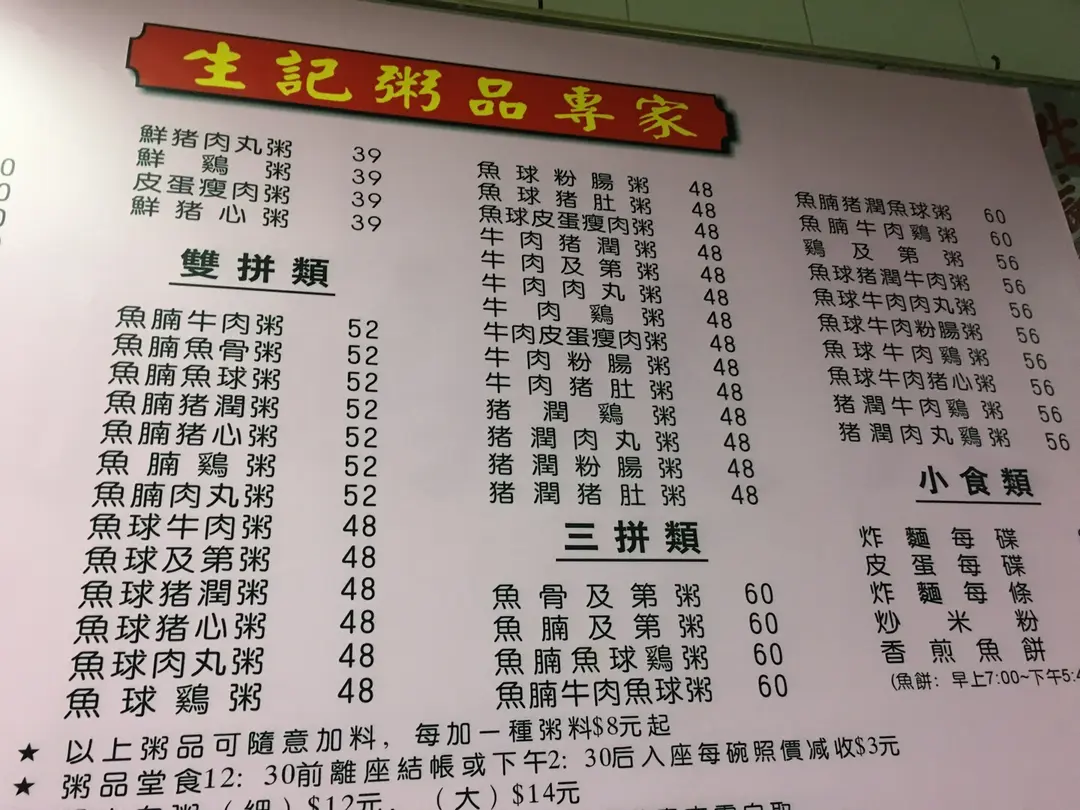 生記粥品專家
鮮猪肉丸粥 39
鮮鷄粥 39
皮蛋瘦肉粥 39
鮮猪心粥 39
雙拼類
魚腩牛肉粥 52
魚腩魚骨粥 52
魚腩魚球粥 52
魚腩猪潤粥 52
魚腩猪心粥 52
魚腩鷄粥 52
魚腩肉丸粥 52
魚球牛肉粥 48
魚球及第粥 48
魚球猪潤粥 48
魚球猪心粥 48
魚球肉丸粥 48
魚球鷄粥 48
魚球粉腸粥 48
魚球猪肚粥 48
魚球皮蛋瘦肉粥 48
牛肉猪潤粥 48
牛肉及第粥 48
牛肉肉丸粥 48
牛肉鷄粥 48
牛肉皮蛋瘦肉粥 48
牛肉粉腸粥 48
牛肉猪肚粥 48
猪潤鷄粥 48
猪潤肉丸粥 48
猪潤粉腸粥 48
猪潤猪肚粥 48
三拼類
魚骨及第粥 60
魚腩及第粥 60
魚腩魚球鷄粥 60
魚腩牛肉魚球粥 60
魚腩猪潤魚球粥 60
魚腩牛肉鷄粥 60
鷄及第粥 56
魚球猪潤牛肉粥 56
魚球牛肉肉丸粥 56
魚球牛肉粉腸粥 56
魚球牛肉鷄粥 56
魚球牛肉猪心粥 56
猪潤牛肉鷄粥 56
猪潤肉丸鷄粥 56
小食類
炸麵每碟
皮蛋每碟
炸麵每條
炒米粉
香煎魚餅
(魚餅：早上7:00~下午5:4
★ 以上粥品可隨意加料，每加一種粥料$8元起
★ 粥品堂食12：30前離座結帳或下午2：30后入座每碗照價减收$3元
粥（細）$12元，（大）$14元